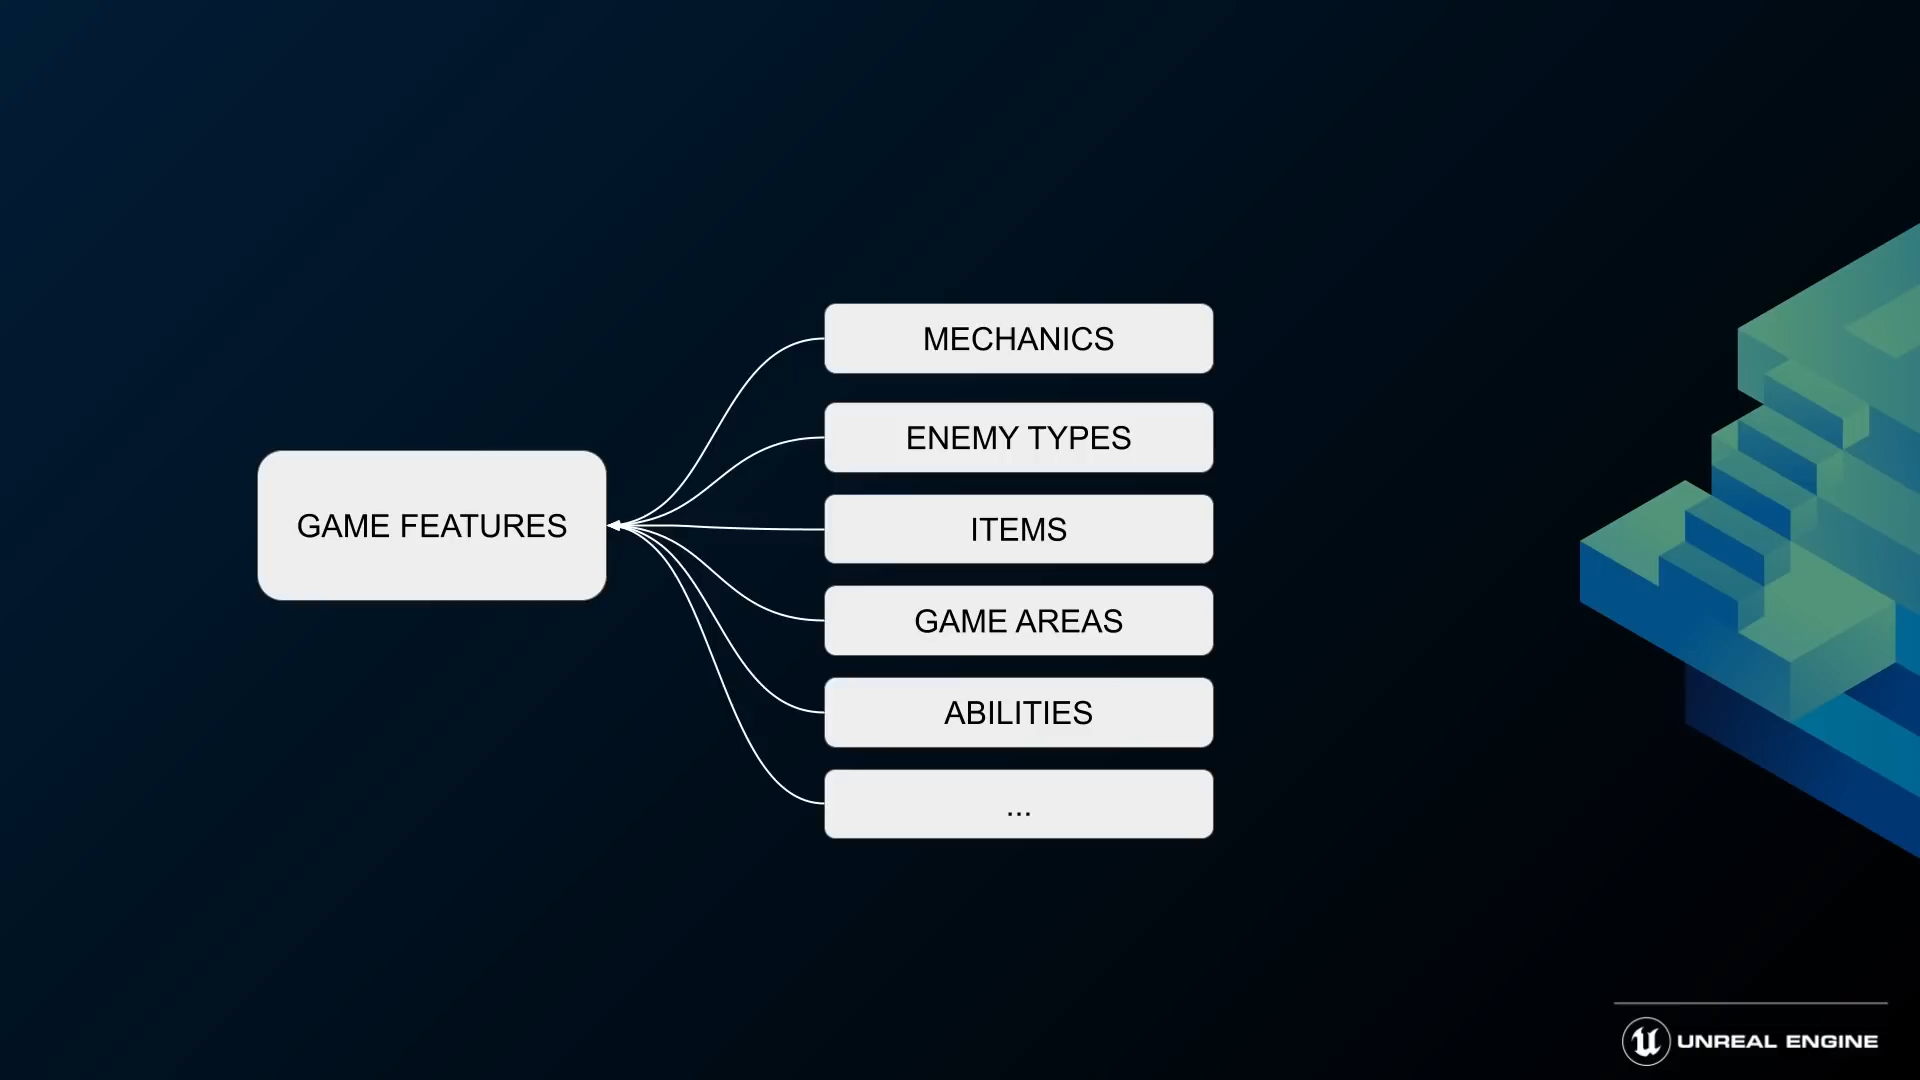 GAME FEATURES
MECHANICS
ENEMY TYPES
ITEMS
GAME AREAS
ABILITIES
...
UNREAL ENGINE